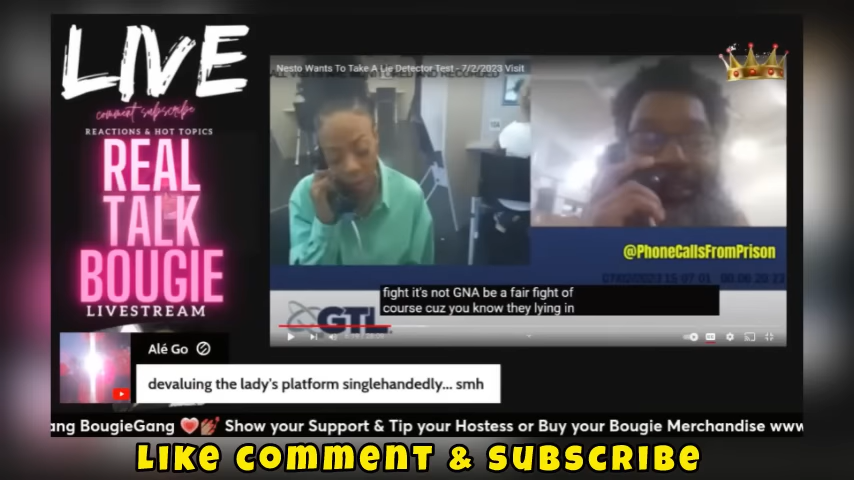 LIVE
comment subscribe
REACTIONS & HOT TOPICS
REAL
TALK
BOUGIE
LIVESTREAM
Nesto Wants To Take A Lie Detector Test - 7/2/2023 Visit
@PhoneCallsFromPrison
fight it's not GNA be a fair fight of
course cuz you know they lying in
GTL
Alé Go
devaluing the lady's platform singlehandedly... smh
ang BougieGang ❤️💅🏾 Show your Support & Tip your Hostess or Buy your Bougie Merchandise www
LIKE COMMENT & SUBSCRIBE